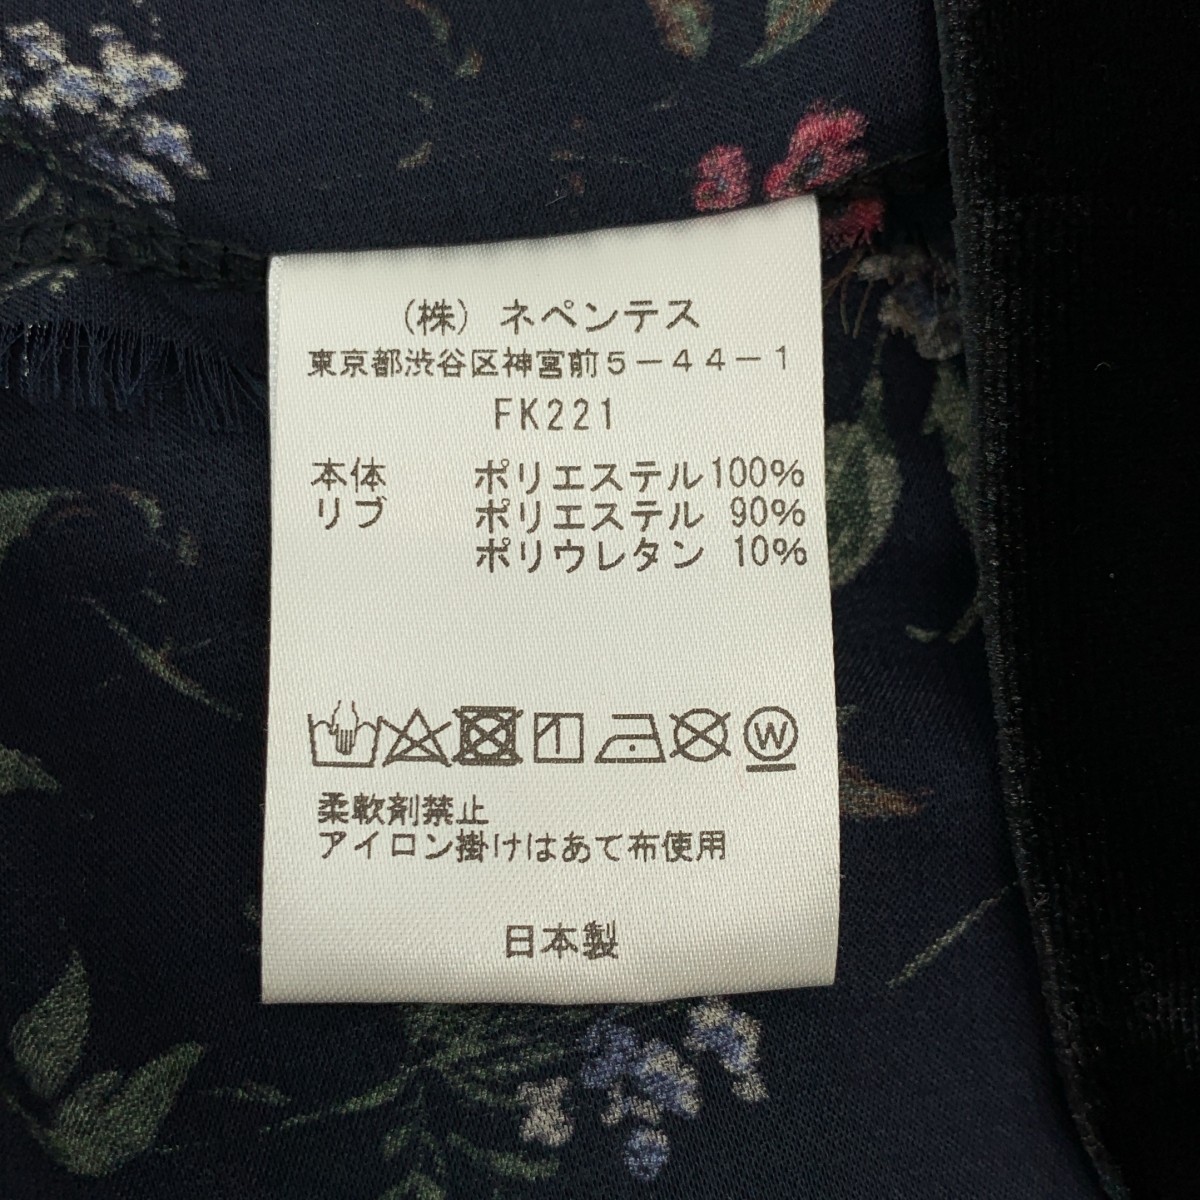 (株) ネペンテス
東京都渋谷区神宮前5-44-1
FK221
本体 ポリエステル100%
リブ ポリエステル 90%
ポリウレタン 10%
W
柔軟剤禁止
アイロン掛けはあて布使用
日本製